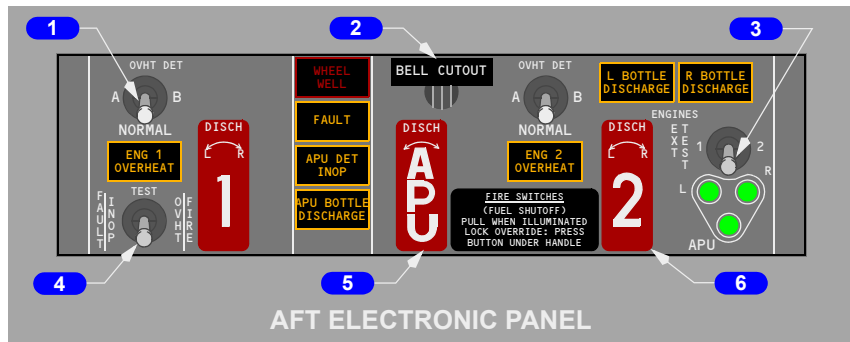 1
2
3
OVHT DET
A B
NORMAL
ENG 1
OVERHEAT
TEST
FAULT
INOP
OVHT
FIRE
DISCH
L R
1
WHEEL
WELL
FAULT
APU DET
INOP
APU BOTTLE
DISCHARGE
BELL CUTOUT
DISCH
APU
OVHT DET
A B
NORMAL
ENG 2
OVERHEAT
FIRE SWITCHES
(FUEL SHUTOFF)
PULL WHEN ILLUMINATED
LOCK OVERRIDE: PRESS
BUTTON UNDER HANDLE
L BOTTLE
DISCHARGE
R BOTTLE
DISCHARGE
DISCH
L R
2
ENGINES
EXT
TEST
1 2
L R
APU
4
5
6
AFT ELECTRONIC PANEL